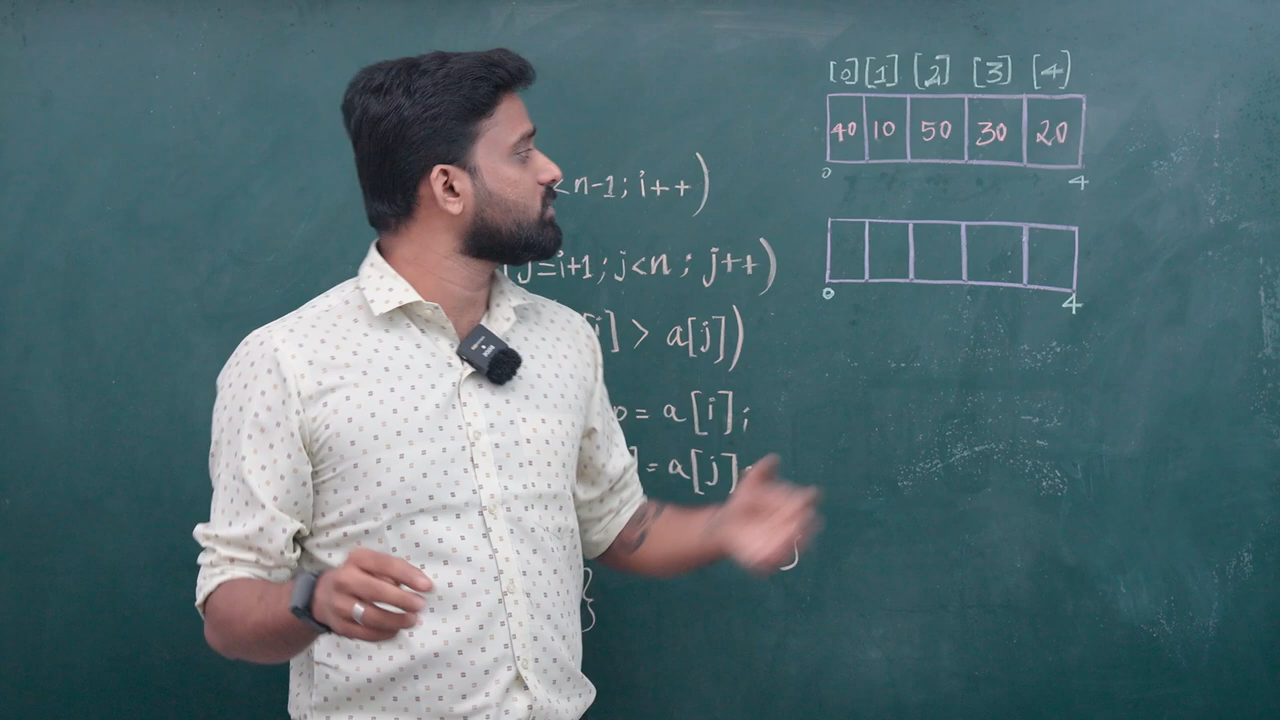 [0] [1] [2] [3] [4]
40 10 50 30 20
0 4
<n-1; i++)
(j=i+1; j<n; j++)
0 4
[i] > a[j])
p = a[i];
] = a[j];
}